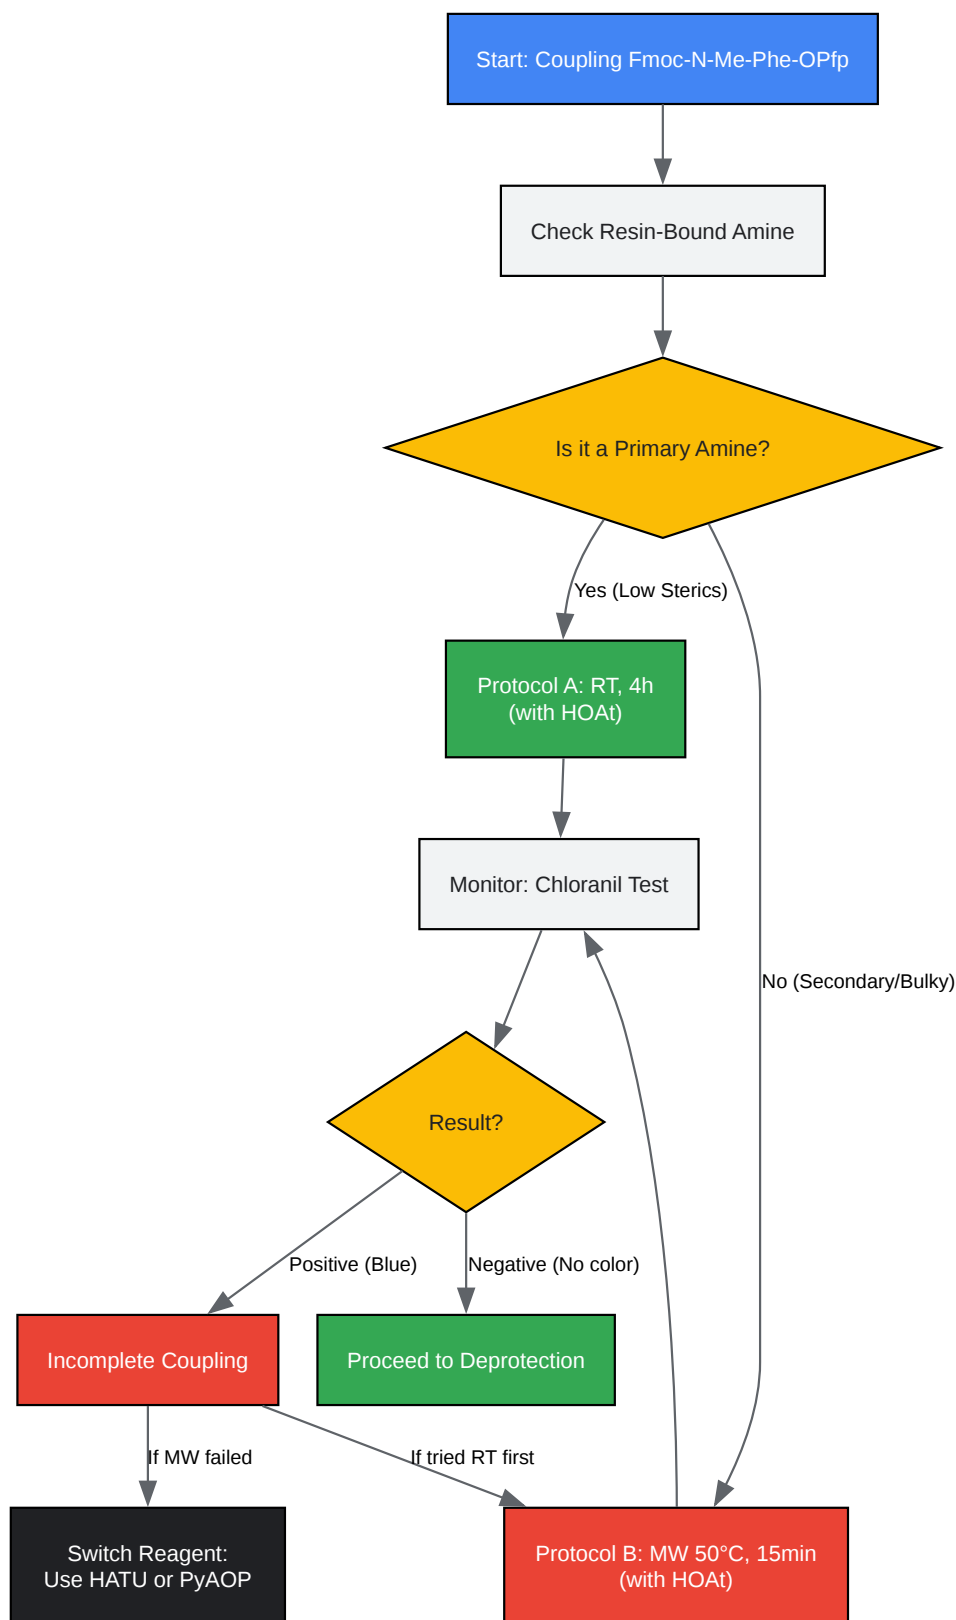 Start: Coupling Fmoc-N-Me-Phe-OPfp
Check Resin-Bound Amine
Is it a Primary Amine?
Yes (Low Sterics)
Protocol A: RT, 4h
(with HOAt)
Monitor: Chloranil Test
No (Secondary/Bulky)
Result?
Positive (Blue)
Negative (No color)
Incomplete Coupling
Proceed to Deprotection
If MW failed
If tried RT first
Switch Reagent:
Use HATU or PyAOP
Protocol B: MW 50°C, 15min
(with HOAt)